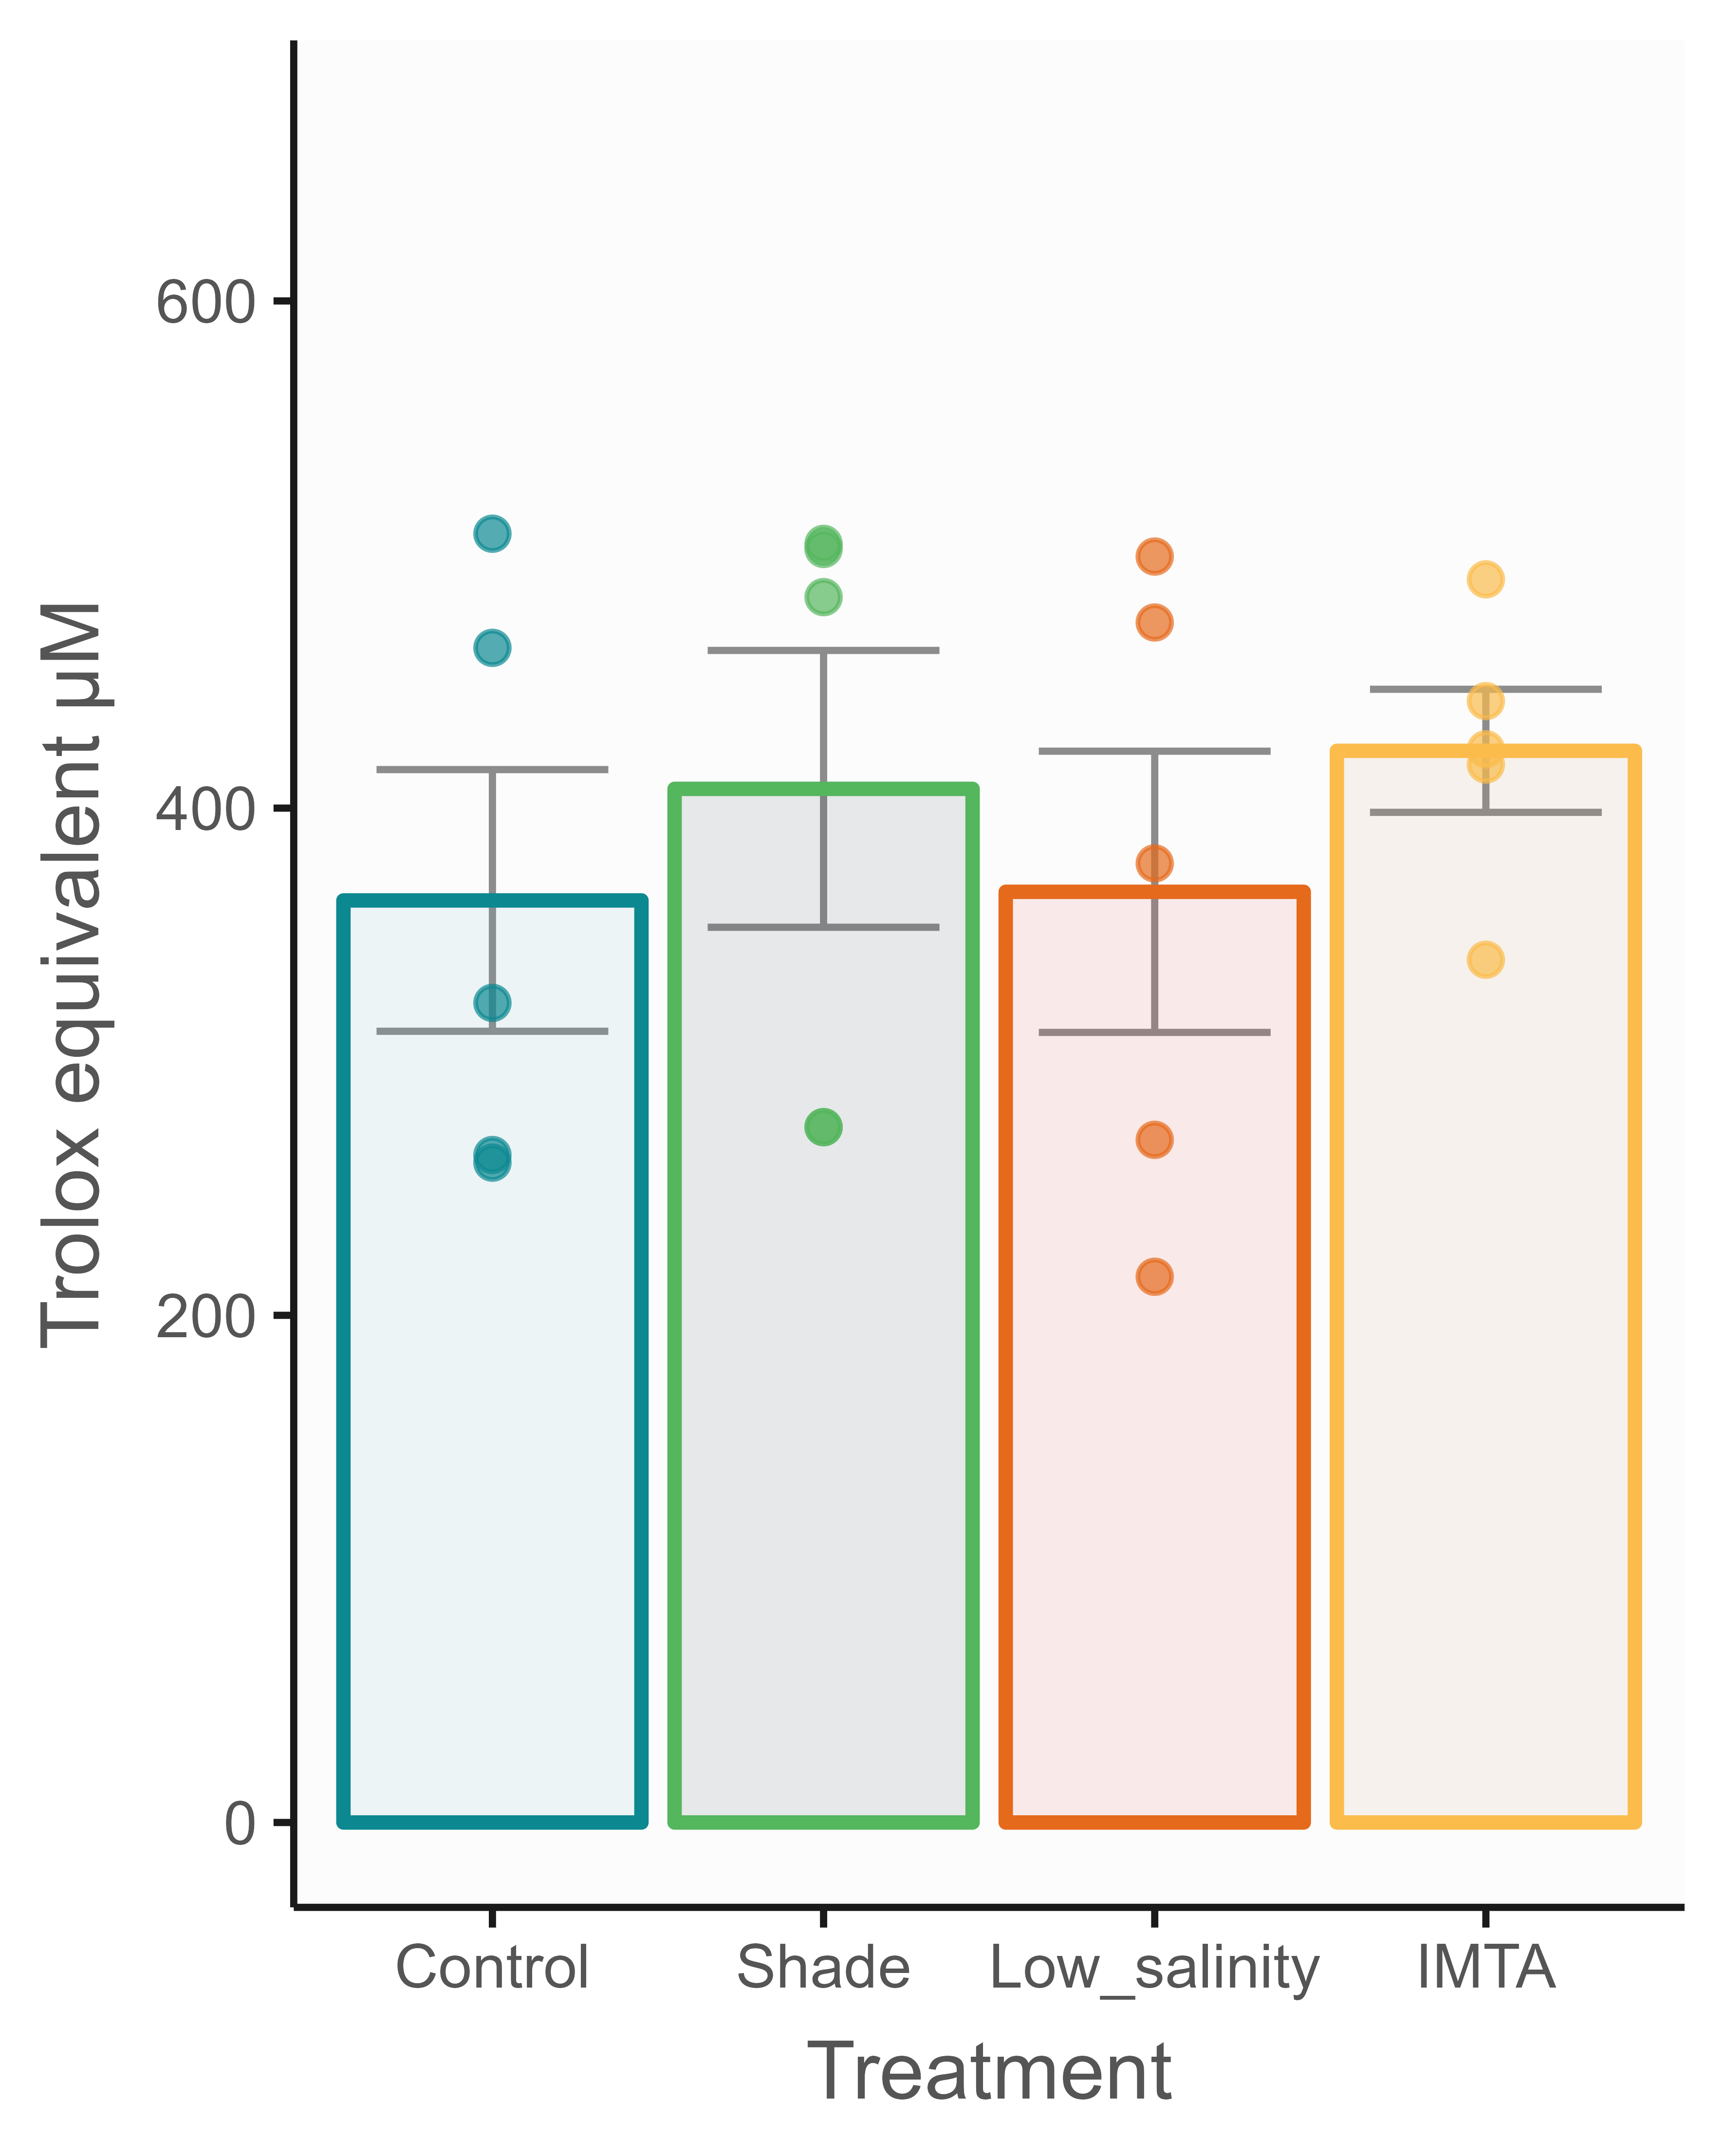 Trolox equivalent µM
600
400
200
0
Control Shade Low_salinity IMTA
Treatment